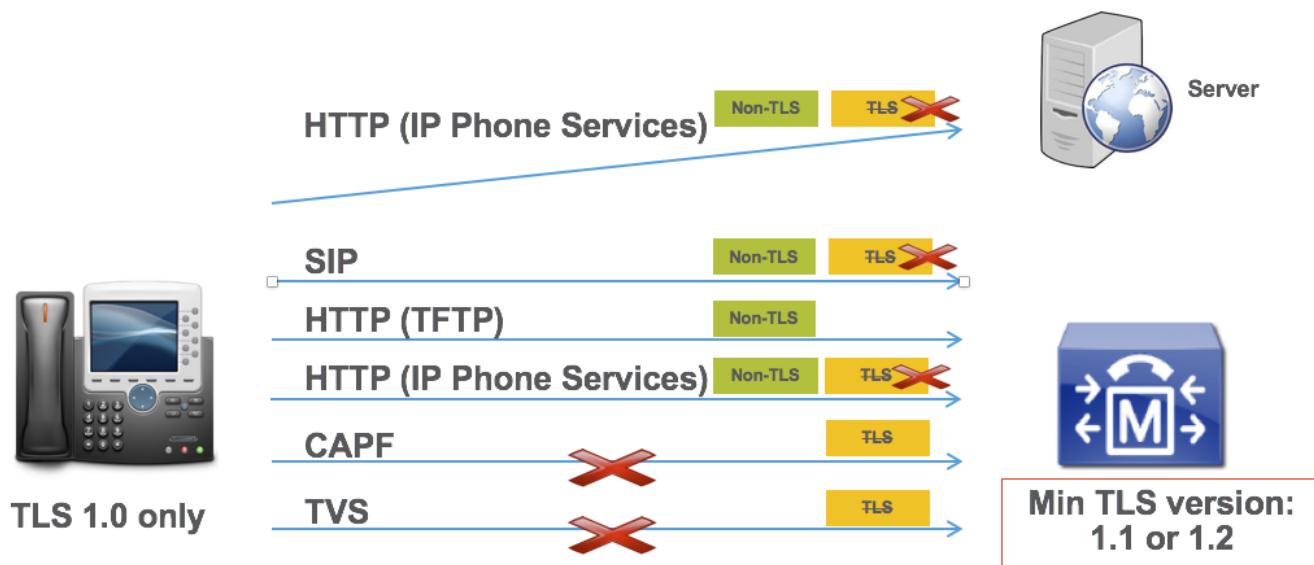 HTTP (IP Phone Services) Non-TLS TLS
Server
SIP Non-TLS TLS
HTTP (TFTP) Non-TLS
HTTP (IP Phone Services) Non-TLS TLS
CAPF TLS
TVS TLS
TLS 1.0 only
M
Min TLS version:
1.1 or 1.2